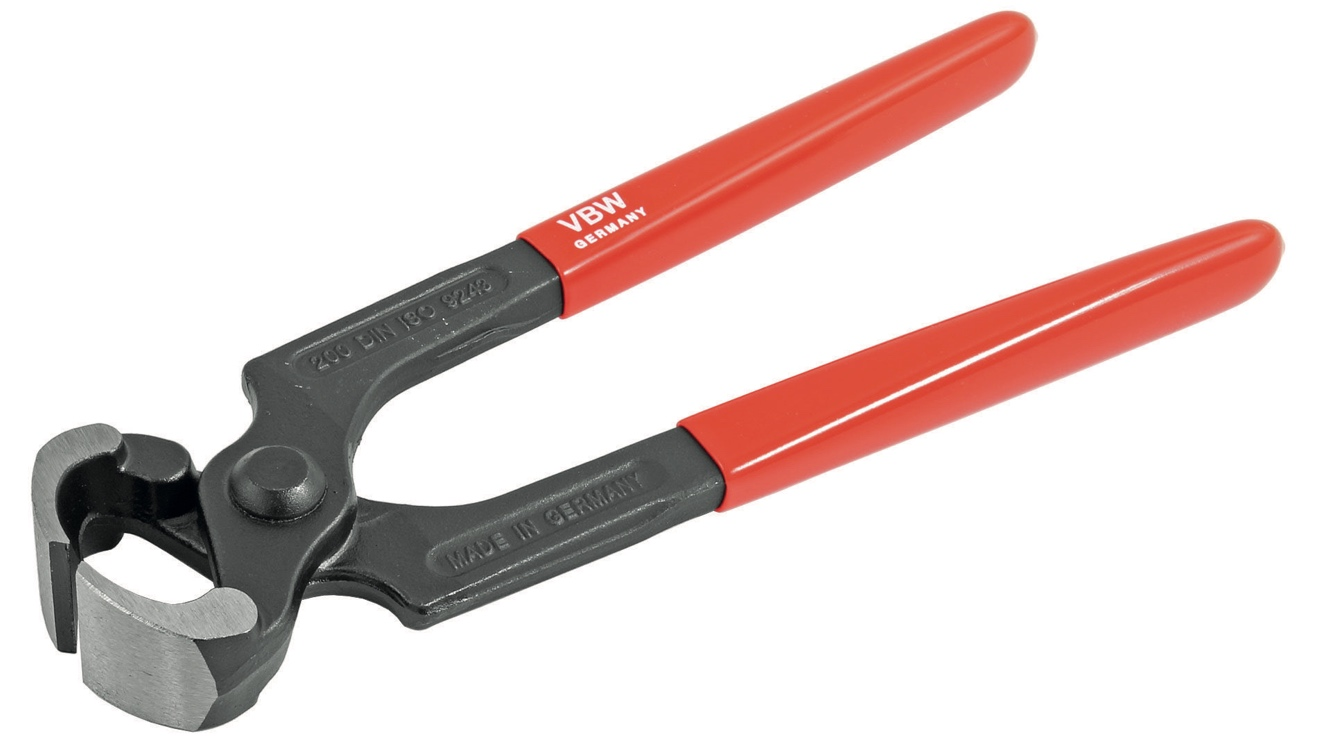 VBW
GERMANY
200 DIN ISO 9243
MADE IN GERMANY